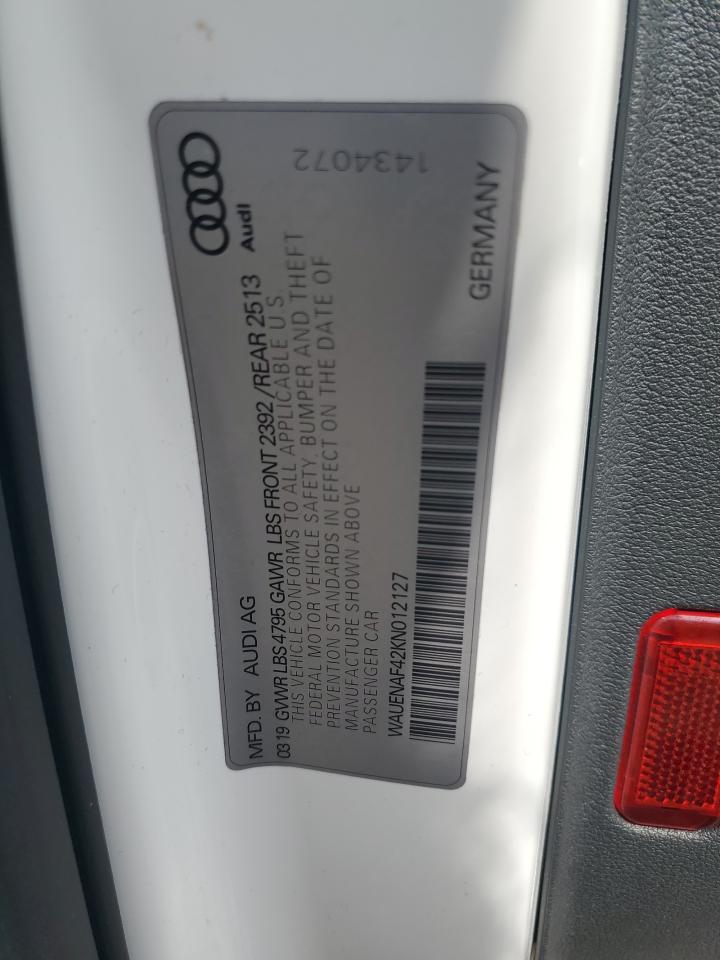 MFD. BY AUDI AG
Audi
0319 GVWR LBS 4795 GAWR LBS FRONT 2392/REAR 2513
THIS VEHICLE CONFORMS TO ALL APPLICABLE U.S.
FEDERAL MOTOR VEHICLE SAFETY, BUMPER AND THEFT
PREVENTION STANDARDS IN EFFECT ON THE DATE OF
MANUFACTURE SHOWN ABOVE
PASSENGER CAR
WAUENAF42KN012127
GERMANY
1434072